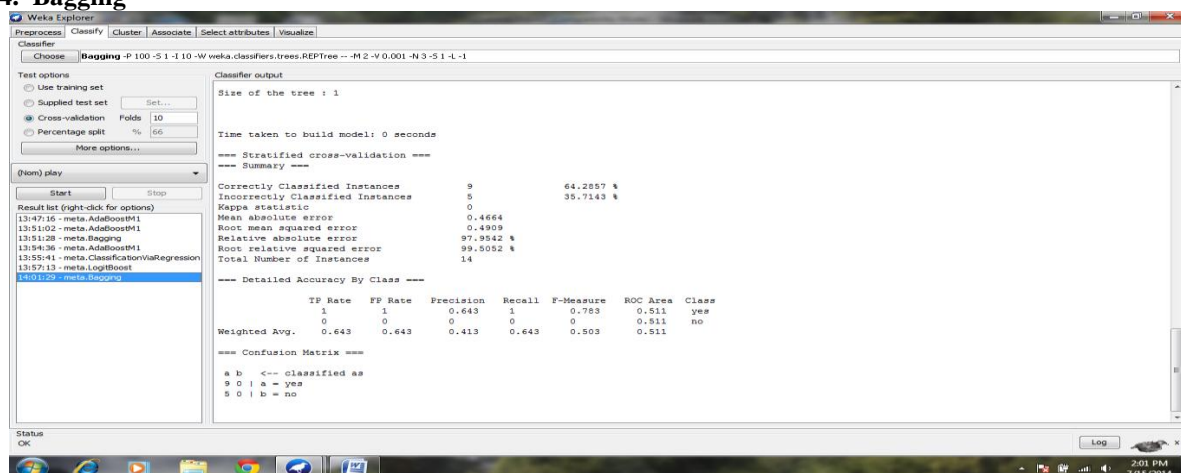 4. Bagging
Weka Explorer
Preprocess Classify Cluster Associate Select attributes Visualize
Classifier
Choose Bagging -P 100 -S 1 -I 10 -W weka.classifiers.trees.REPTree -- -M 2 -V 0.001 -N 3 -S 1 -L -1
Test options
Use training set
Supplied test set Set...
Cross-validation Folds 10
Percentage split % 66
More options...
(Nom) play
Start Stop
Result list (right-click for options)
13:47:16 - meta.AdaBoostM1
13:51:02 - meta.AdaBoostM1
13:51:28 - meta.Bagging
13:54:36 - meta.AdaBoostM1
13:55:41 - meta.ClassificationViaRegression
13:57:13 - meta.LogitBoost
14:01:29 - meta.Bagging
Classifier output
Size of the tree : 1
Time taken to build model: 0 seconds
=== Stratified cross-validation ===
=== Summary ===
Correctly Classified Instances 9 64.2857 %
Incorrectly Classified Instances 5 35.7143 %
Kappa statistic 0
Mean absolute error 0.4664
Root mean squared error 0.4909
Relative absolute error 97.9542 %
Root relative squared error 99.5052 %
Total Number of Instances 14
=== Detailed Accuracy By Class ===
TP Rate FP Rate Precision Recall F-Measure ROC Area Class
1 1 0.643 1 0.783 0.511 yes
0 0 0 0 0 0.511 no
Weighted Avg. 0.643 0.643 0.413 0.643 0.503 0.511
=== Confusion Matrix ===
a b <-- classified as
9 0 | a = yes
5 0 | b = no
Status
OK
Log x
2:01 PM